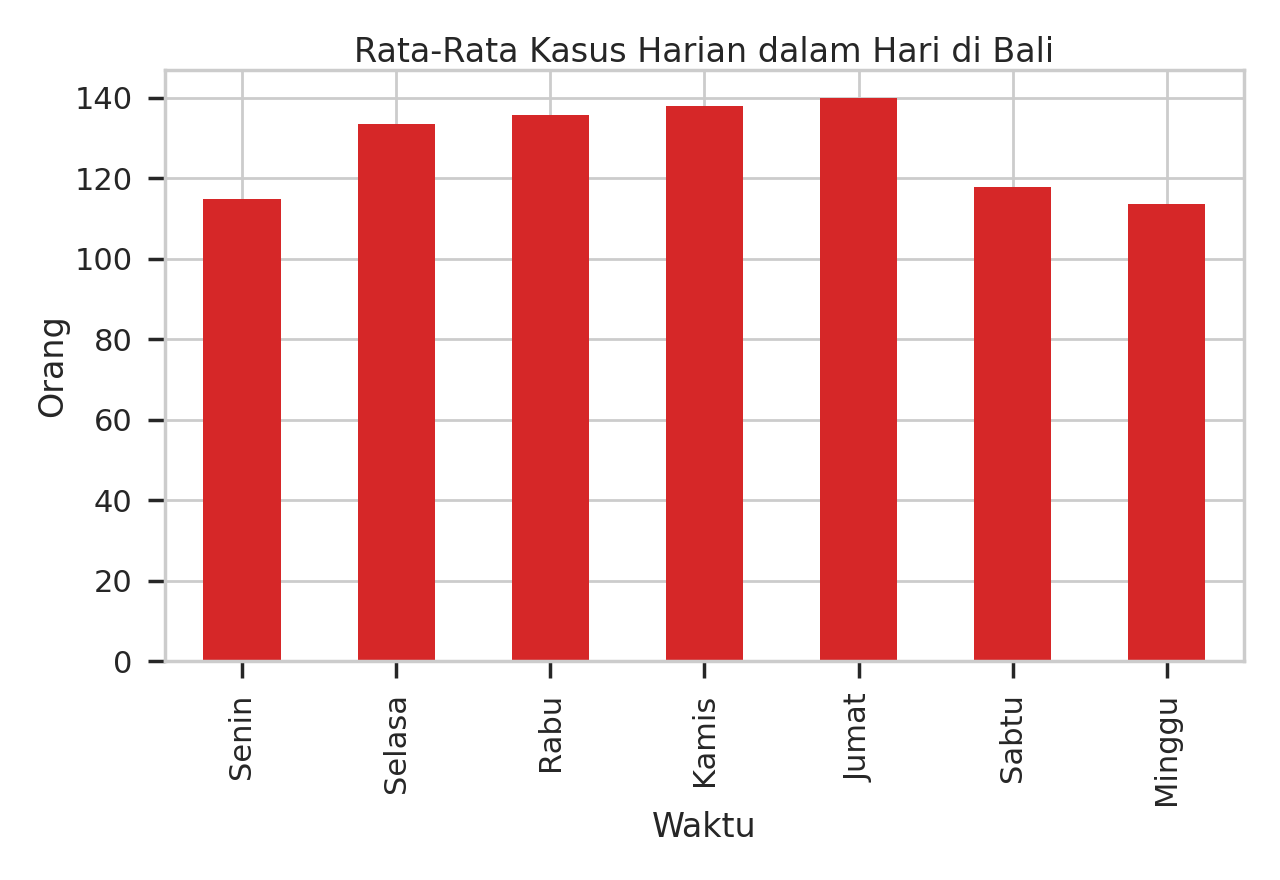 Rata-Rata Kasus Harian dalam Hari di Bali
140
120
100
80
60
40
20
0
Orang
Senin
Selasa
Rabu
Kamis
Jumat
Sabtu
Minggu
Waktu